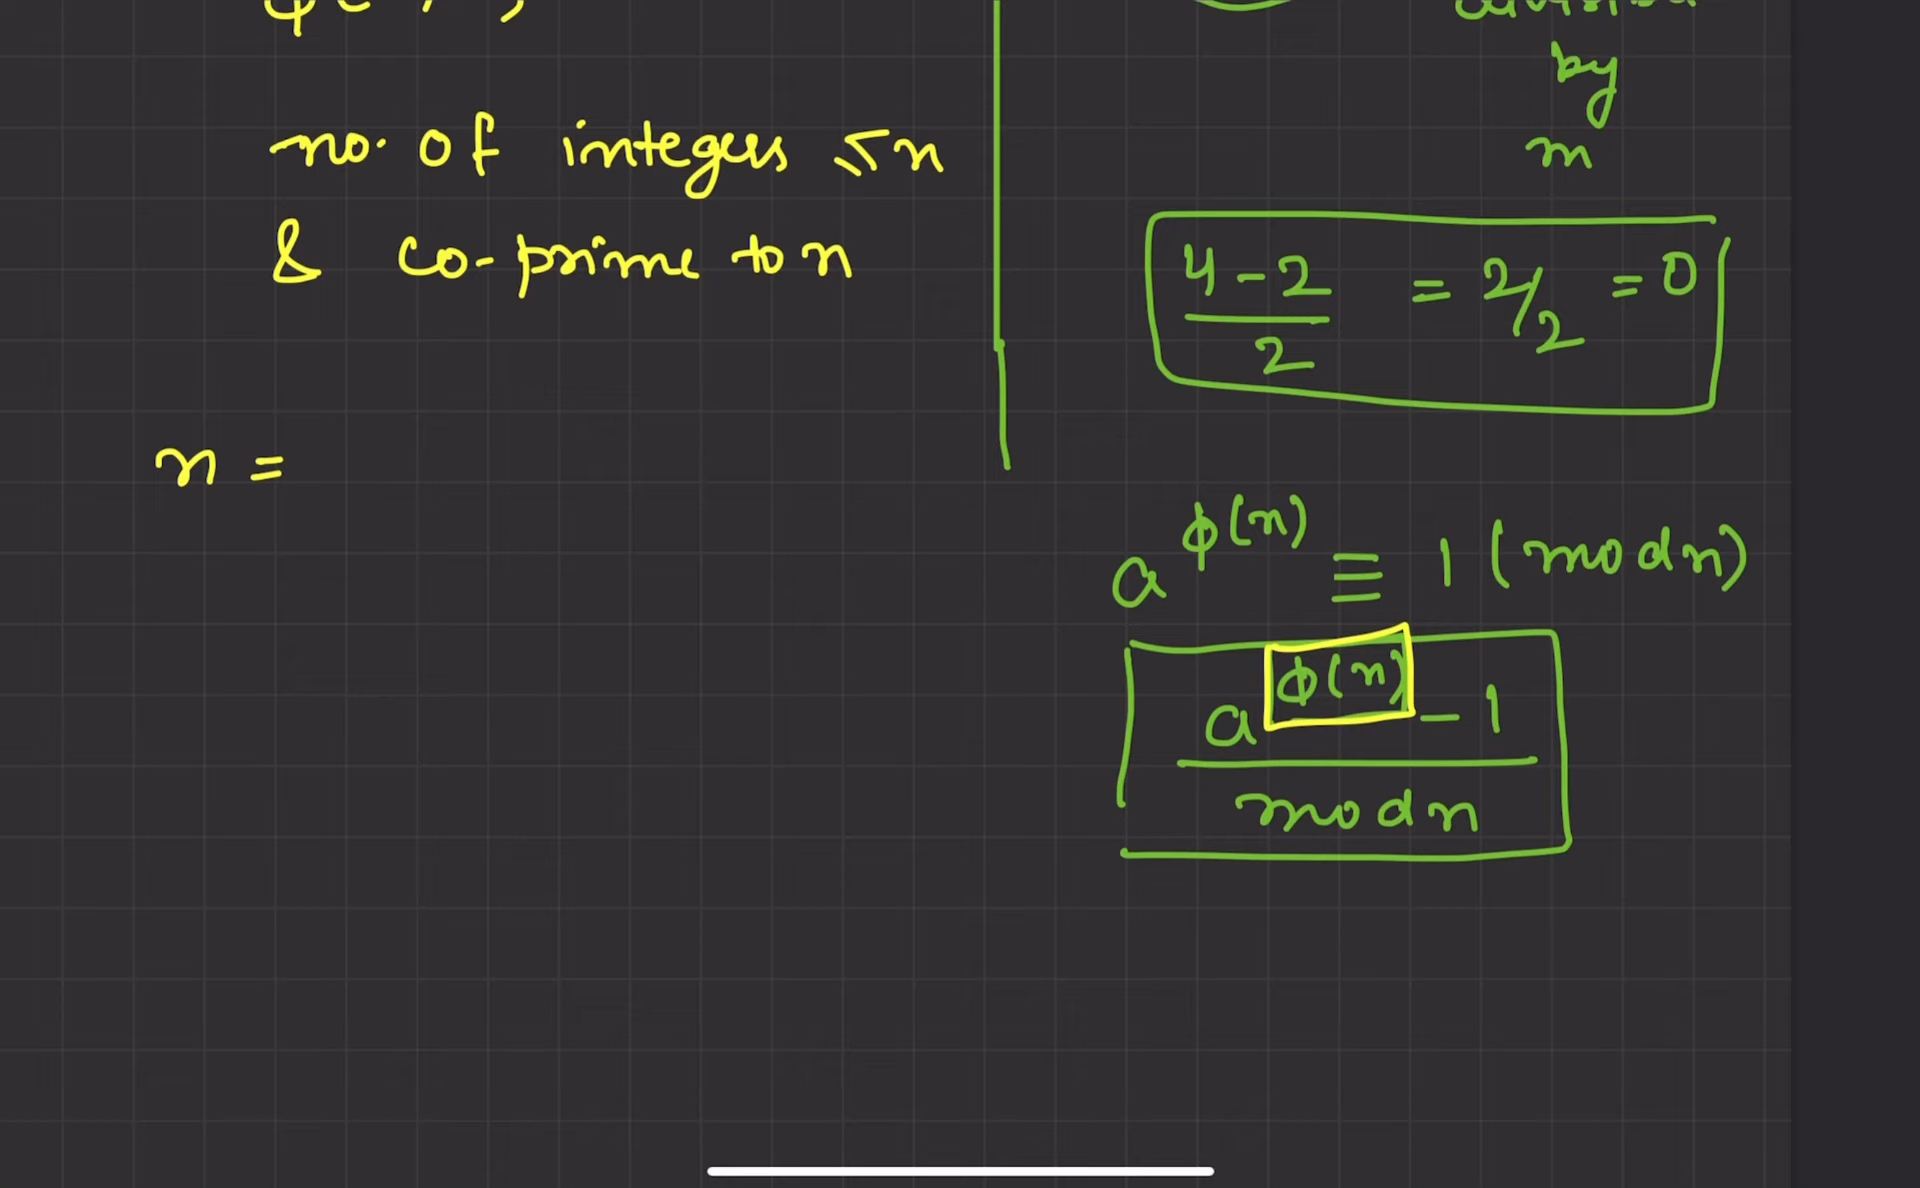 no. of integers ≤ n
& co-prime to n
n =
by
m
4-2/2 = 2/2 = 0
a^ϕ(n) ≡ 1 (mod n)
a^ϕ(n) - 1
mod n